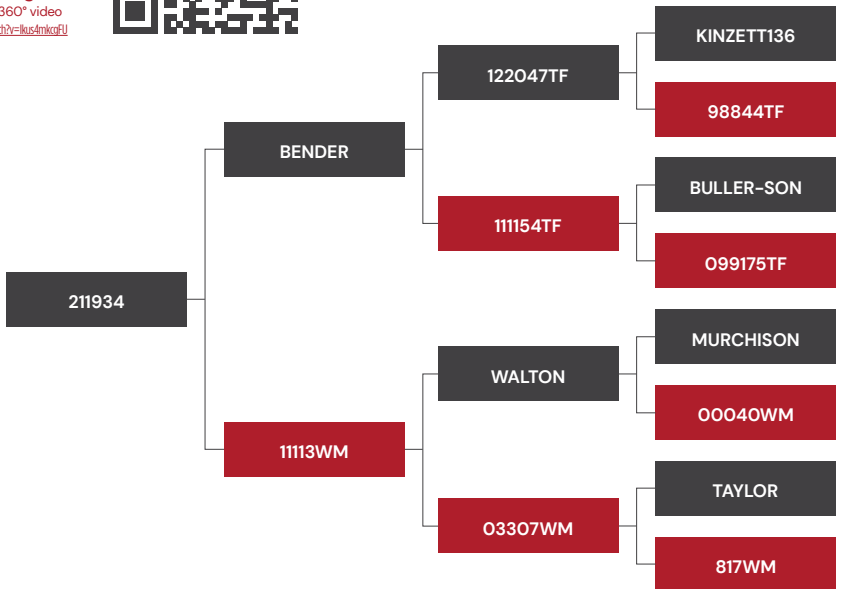 360° video
KINZETT136
122047TF
98844TF
BENDER
BULLER-SON
111154TF
099175TF
211934
MURCHISON
WALTON
00040WM
11113WM
TAYLOR
03307WM
817WM